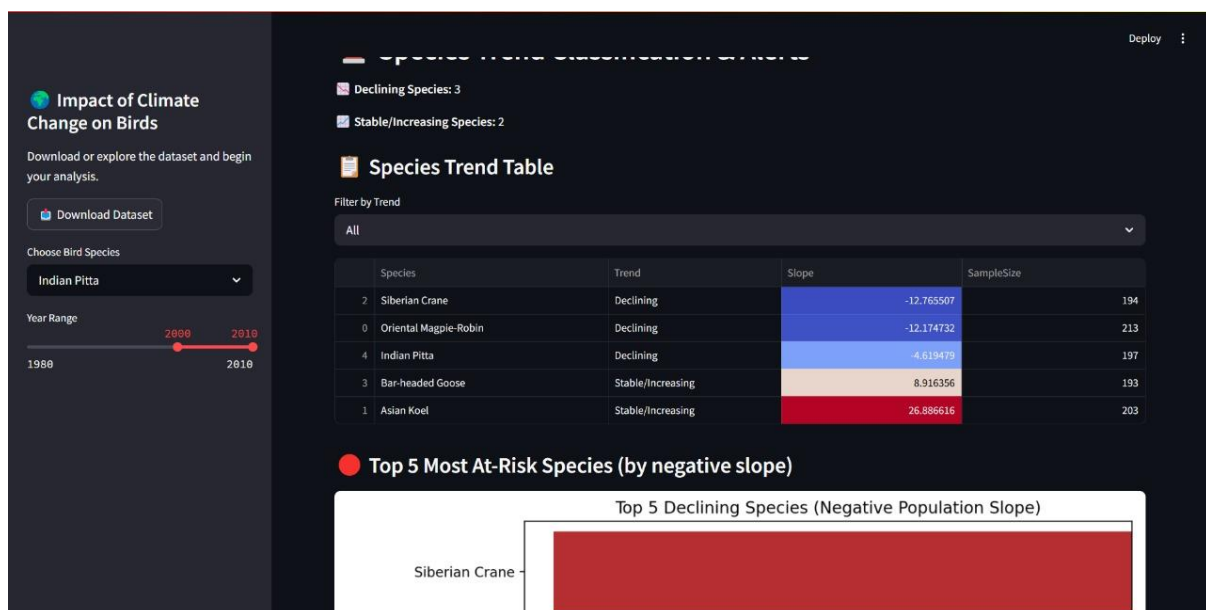 Deploy
Species Trend Classification & Alerts
Declining Species: 3
Stable/Increasing Species: 2
Species Trend Table
Filter by Trend
All
Species Trend Slope SampleSize
2 Siberian Crane Declining -12.765507 194
0 Oriental Magpie-Robin Declining -12.174732 213
4 Indian Pitta Declining -4.619479 197
3 Bar-headed Goose Stable/Increasing 8.916356 193
1 Asian Koel Stable/Increasing 26.886616 203
Top 5 Most At-Risk Species (by negative slope)
Top 5 Declining Species (Negative Population Slope)
Siberian Crane
Impact of Climate
Change on Birds
Download or explore the dataset and begin
your analysis.
Download Dataset
Choose Bird Species
Indian Pitta
Year Range
2000 2010
1980 2010